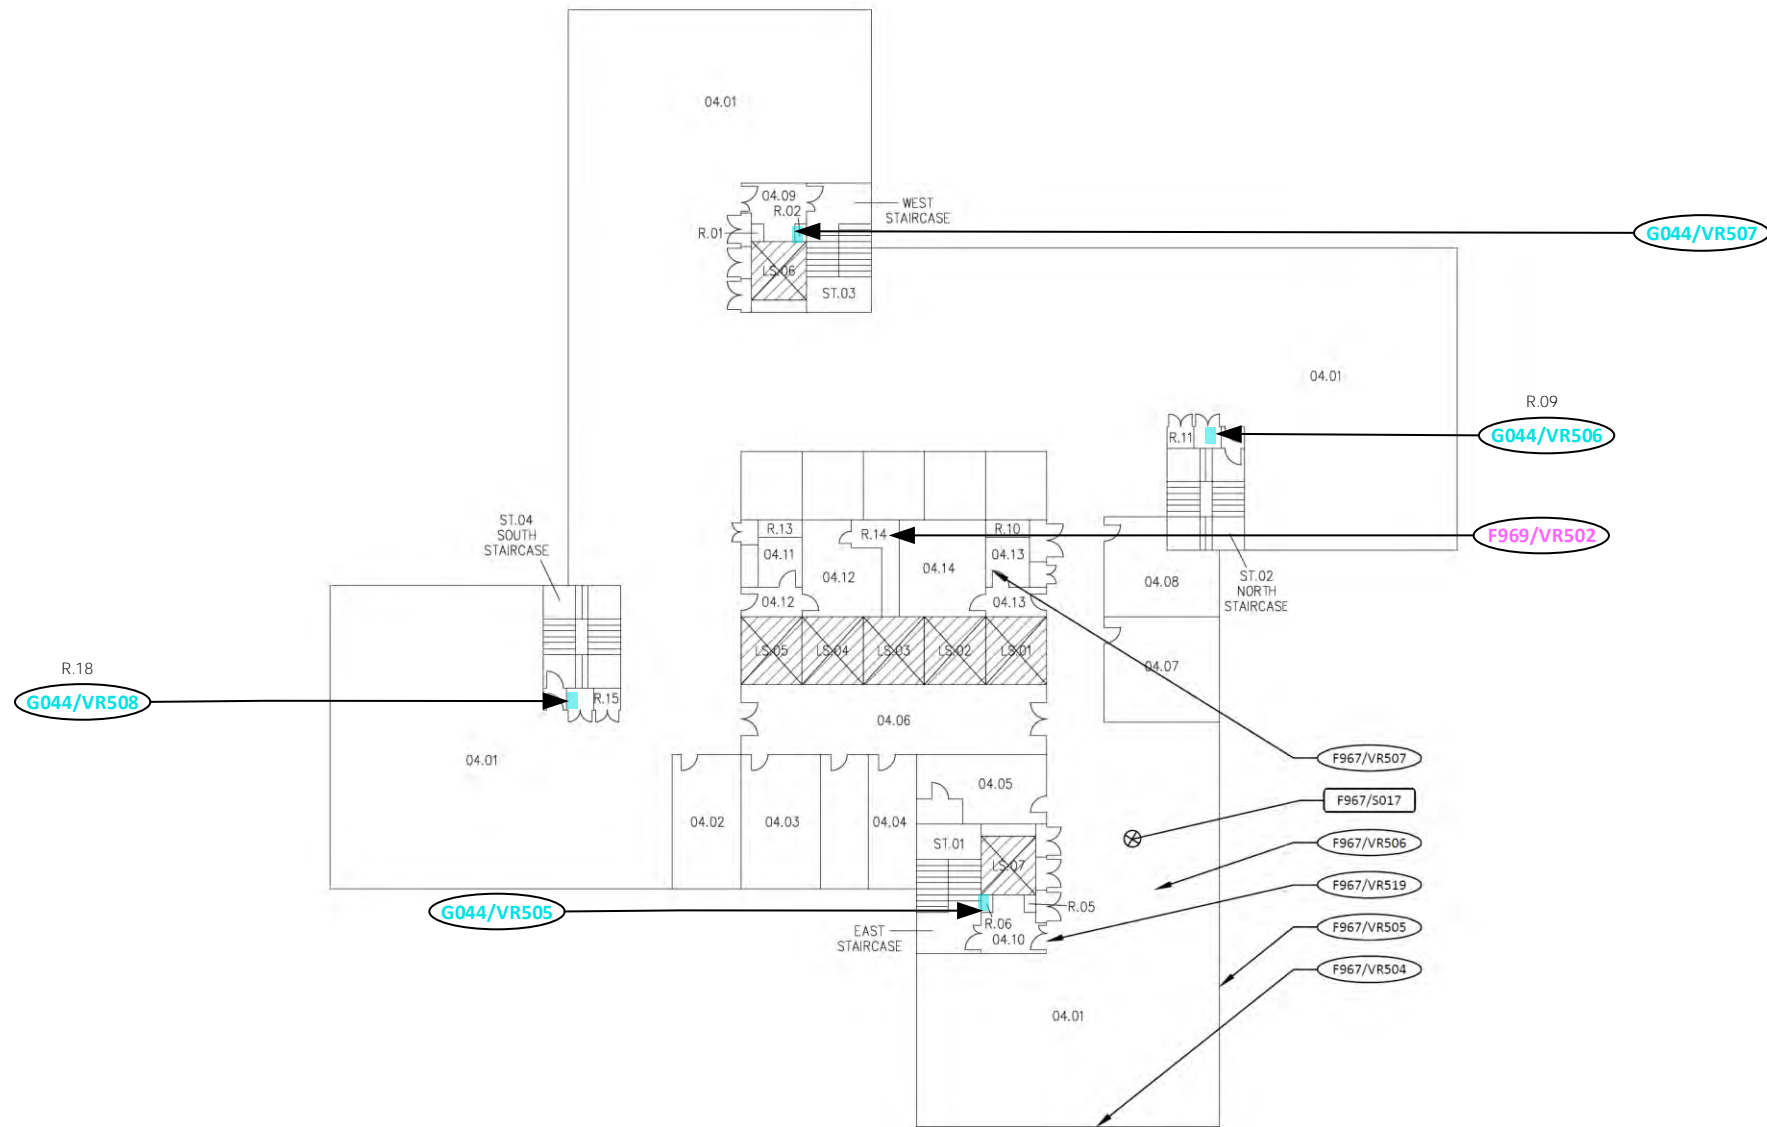 04.01
04.09
R.02
WEST
STAIRCASE
R.01
G044/VR507
LS.06
ST.03
04.01
R.09
R.11
G044/VR506
ST.04
SOUTH
STAIRCASE
R.13
R.14
R.10
F969/VR502
04.11
04.12
04.14
04.13
04.08
ST.02
NORTH
STAIRCASE
04.12
04.13
LS.05
LS.04
LS.03
LS.02
LS.01
04.07
R.18
G044/VR508
R.15
04.06
04.01
F967/VR507
04.05
F967/S017
04.02
04.03
04.04
ST.01
F967/VR506
LS.07
F967/VR519
G044/VR505
R.05
R.06
EAST
STAIRCASE
04.10
F967/VR505
F967/VR504
04.01